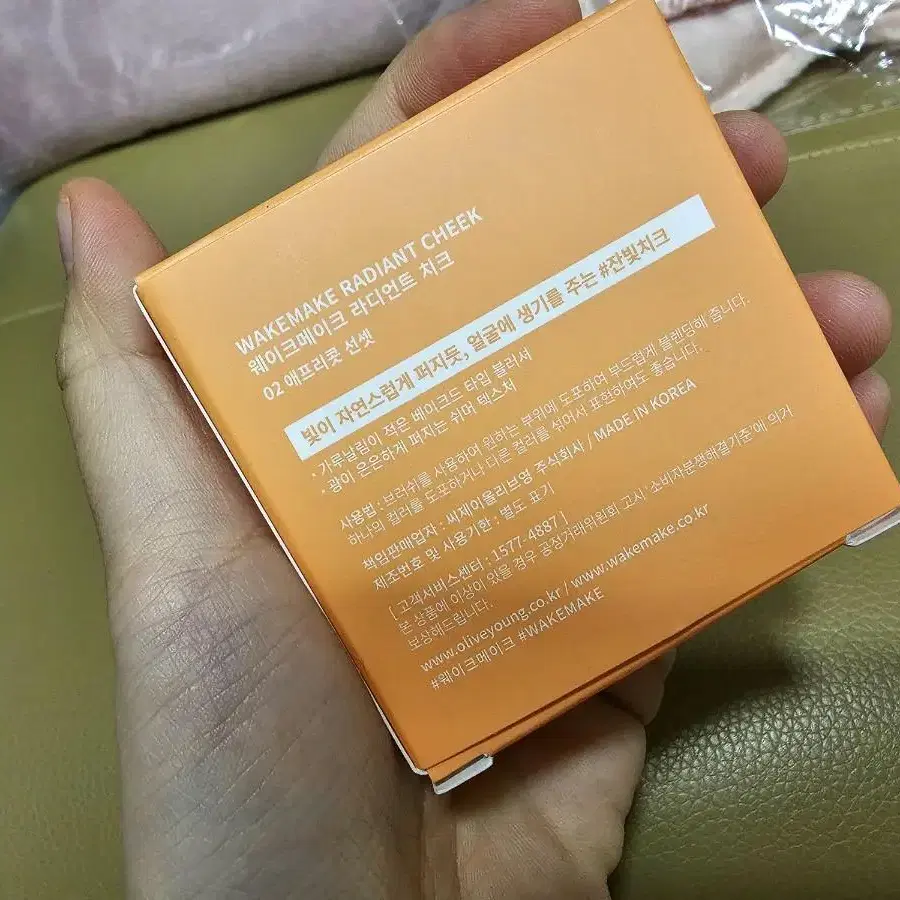 WAKEMAKE RADIANT CHEEK
웨이크메이크 라디언트 치크
02 애프리콧 선셋
빛이 자연스럽게 퍼지듯, 얼굴에 생기를 주는 #잔빛치크
· 가루날림이 적은 베이크드 타입 블러셔
· 광이 은은하게 퍼지는 쉬머 텍스처
사용법 : 브러쉬를 사용하여 원하는 부위에 도포하여 부드럽게 블렌딩해 줍니다.
하나의 컬러를 도포하거나 다른 컬러를 섞어서 표현하여도 좋습니다.
책임판매업자 : 씨제이올리브영 주식회사 / MADE IN KOREA
제조번호 및 사용기한 : 별도 표기
[ 고객서비스센터 : 1577-4887 ]
본 상품에 이상이 있을 경우 공정거래위원회 고시 '소비자분쟁해결기준'에 의거
보상해드립니다.
www.oliveyoung.co.kr / www.wakemake.co.kr
#웨이크메이크 #WAKEMAKE